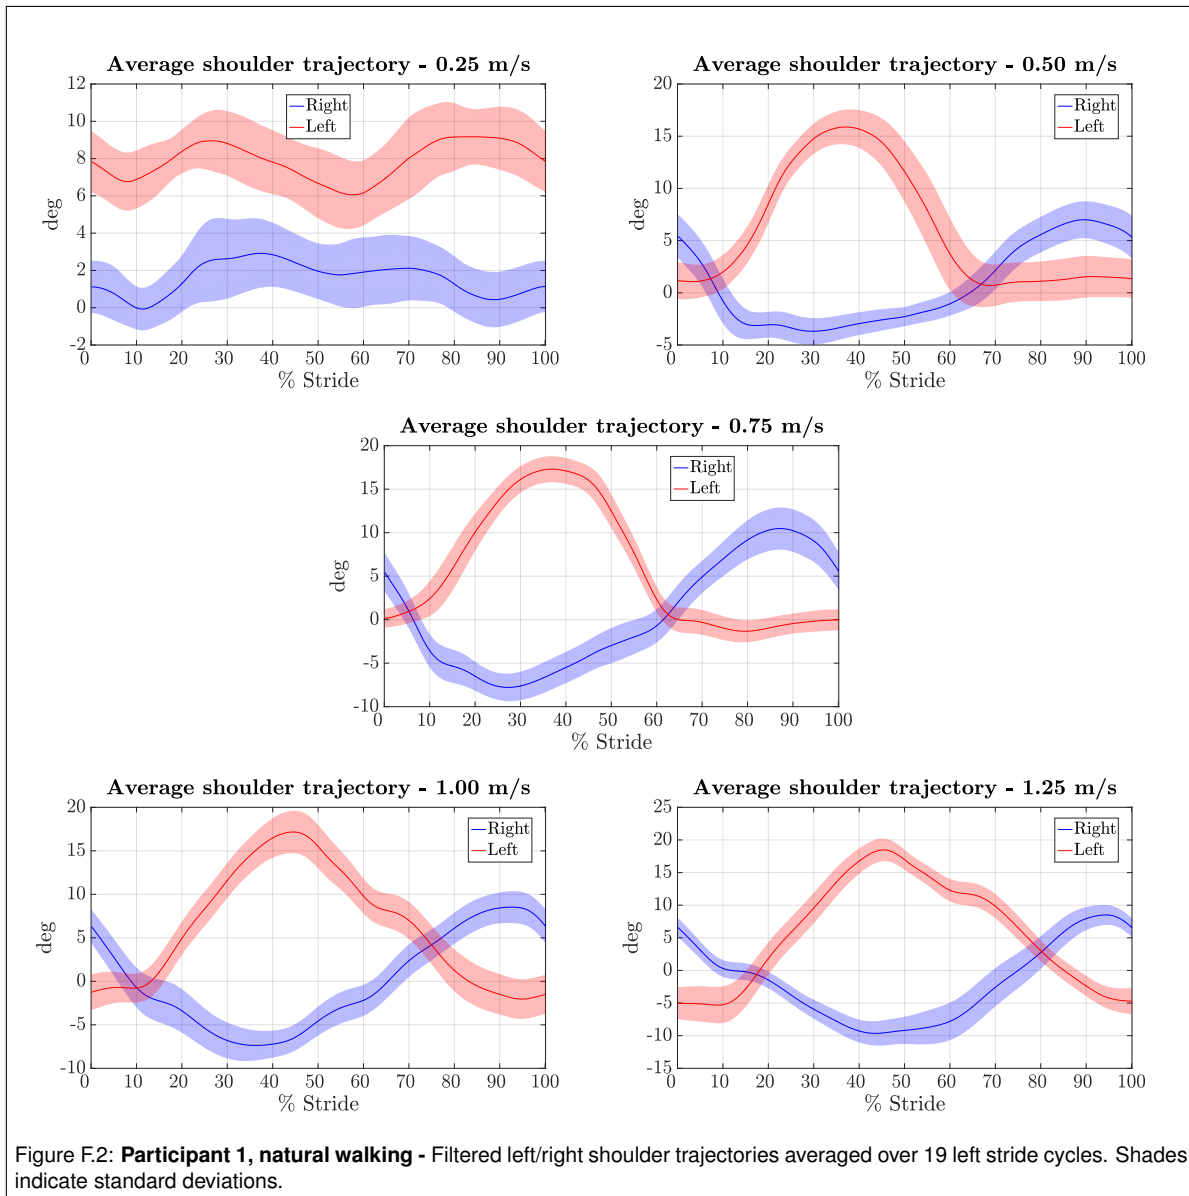 Average shoulder trajectory - 0.25 m/s
12
10
8
6
4
2
0
-2
deg
Right
Left
0 10 20 30 40 50 60 70 80 90 100
% Stride
Average shoulder trajectory - 0.50 m/s
20
15
10
5
0
-5
deg
Right
Left
0 10 20 30 40 50 60 70 80 90 100
% Stride
Average shoulder trajectory - 0.75 m/s
20
15
10
5
0
-5
-10
deg
Right
Left
0 10 20 30 40 50 60 70 80 90 100
% Stride
Average shoulder trajectory - 1.00 m/s
20
15
10
5
0
-5
-10
deg
Right
Left
0 10 20 30 40 50 60 70 80 90 100
% Stride
Average shoulder trajectory - 1.25 m/s
25
20
15
10
5
0
-5
-10
-15
deg
Right
Left
0 10 20 30 40 50 60 70 80 90 100
% Stride
Figure F.2: Participant 1, natural walking - Filtered left/right shoulder trajectories averaged over 19 left stride cycles. Shades
indicate standard deviations.